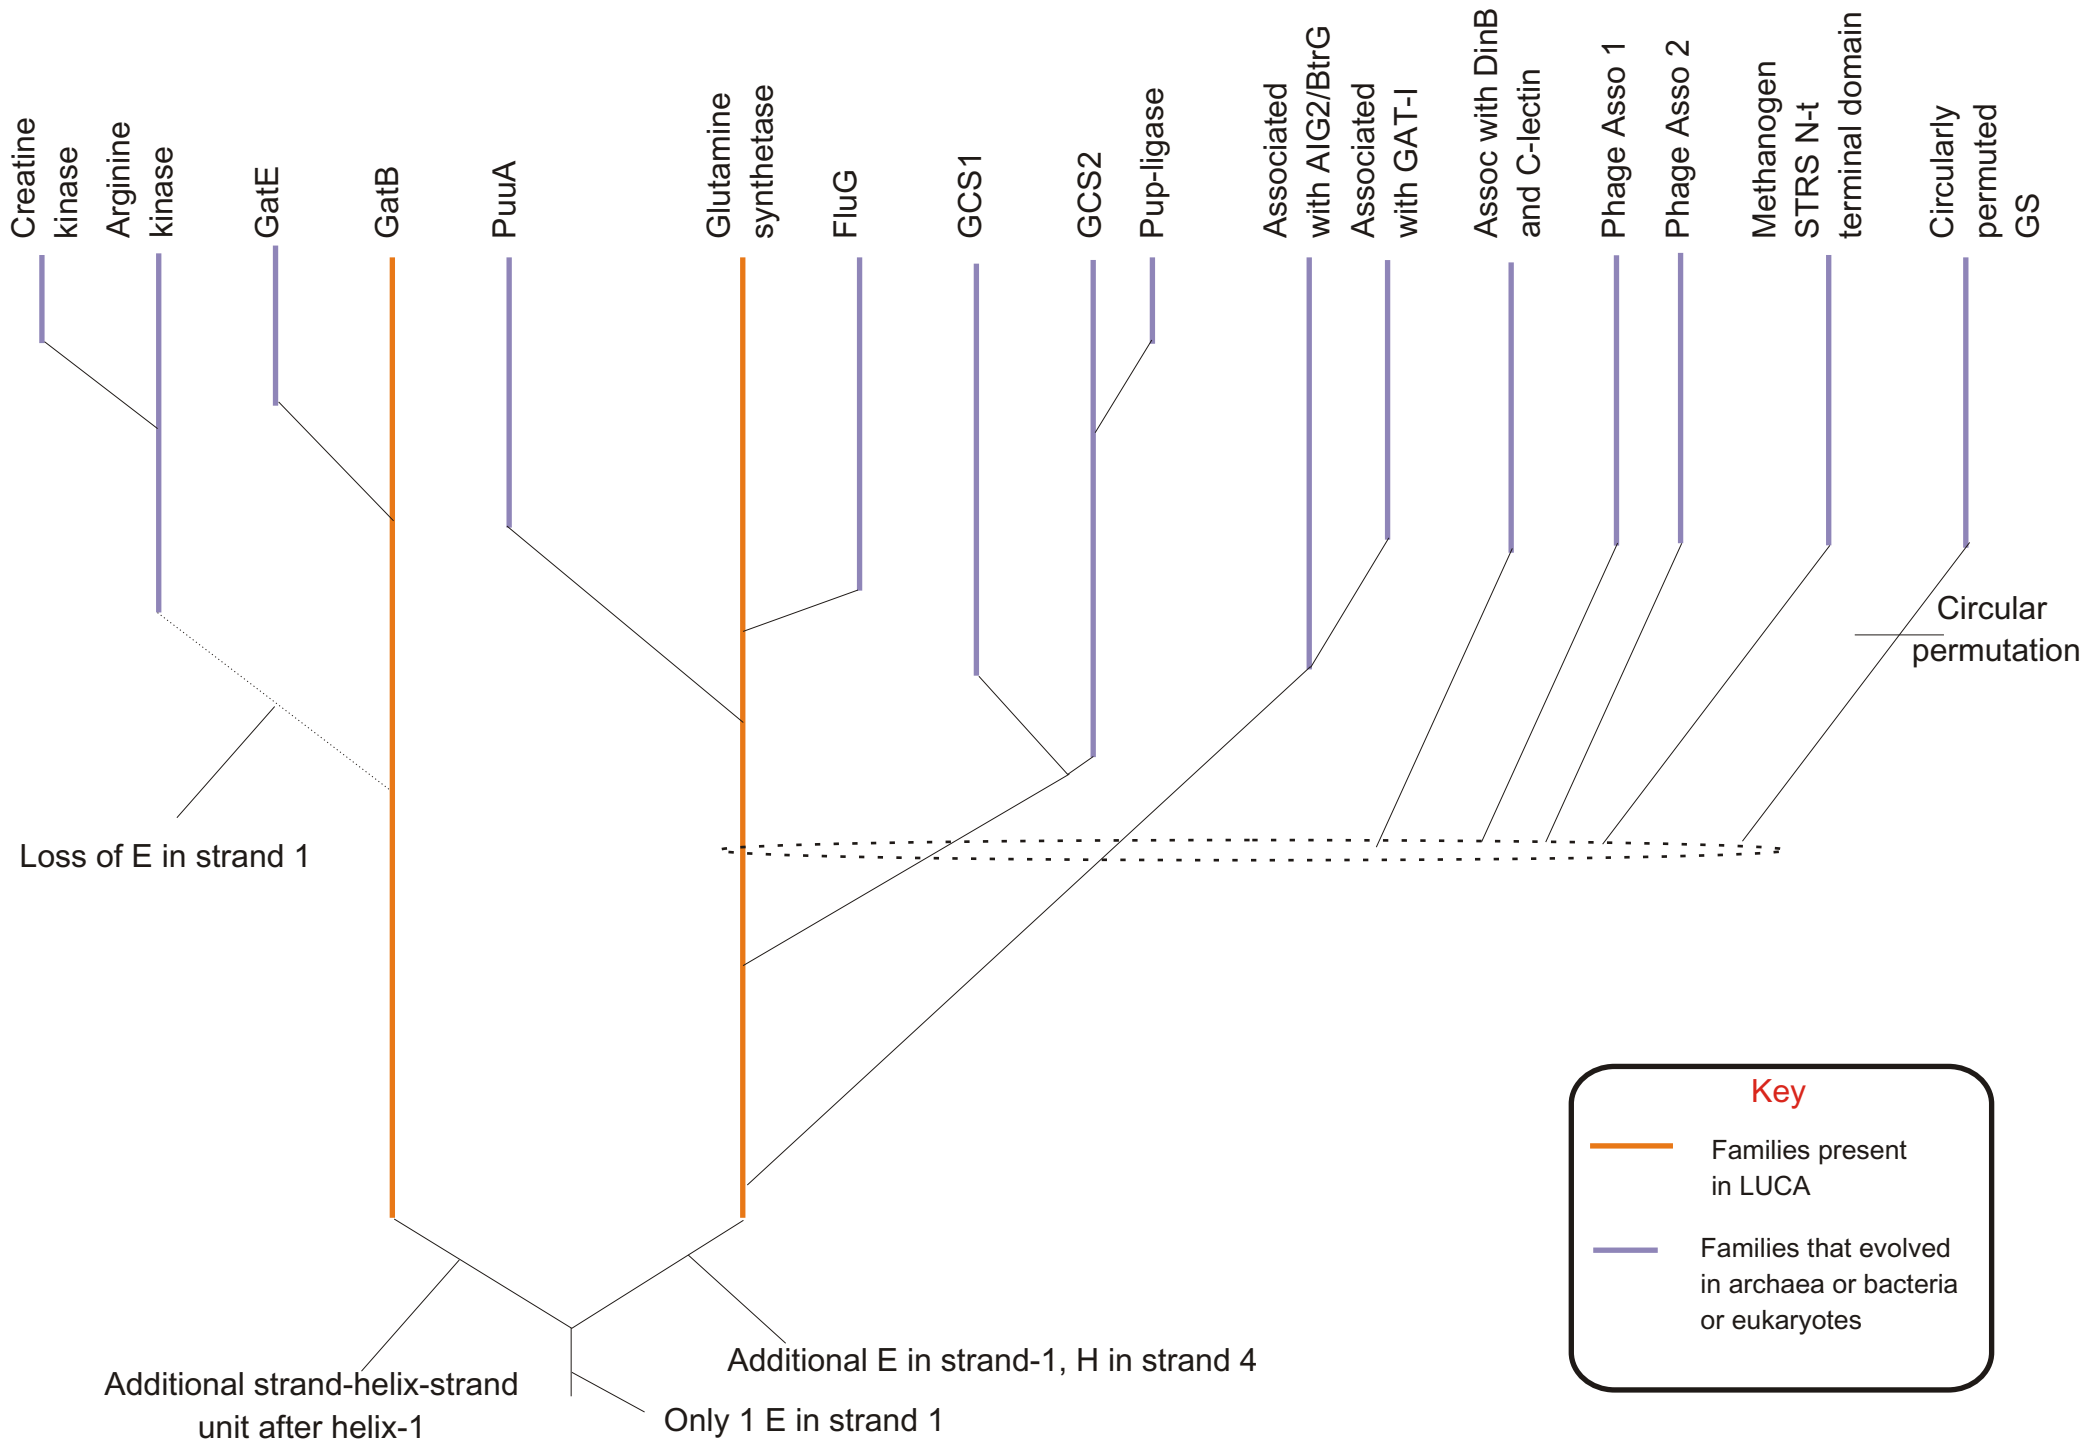 Creatine
kinase
Arginine
kinase
GatE
GatB
PuuA
Glutamine
synthetase
FluG
GCS1
GCS2
Pup-ligase
Associated
with AIG2/BtrG
Associated
with GAT-I
Assoc with DinB
and C-lectin
Phage Asso 1
Phage Asso 2
Methanogen
STRS N-t
terminal domain
Circularly
permuted
GS
Circular
permutation
Loss of E in strand 1
Key
Families present
in LUCA
Families that evolved
in archaea or bacteria
or eukaryotes
Additional strand-helix-strand
unit after helix-1
Additional E in strand-1, H in strand 4
Only 1 E in strand 1